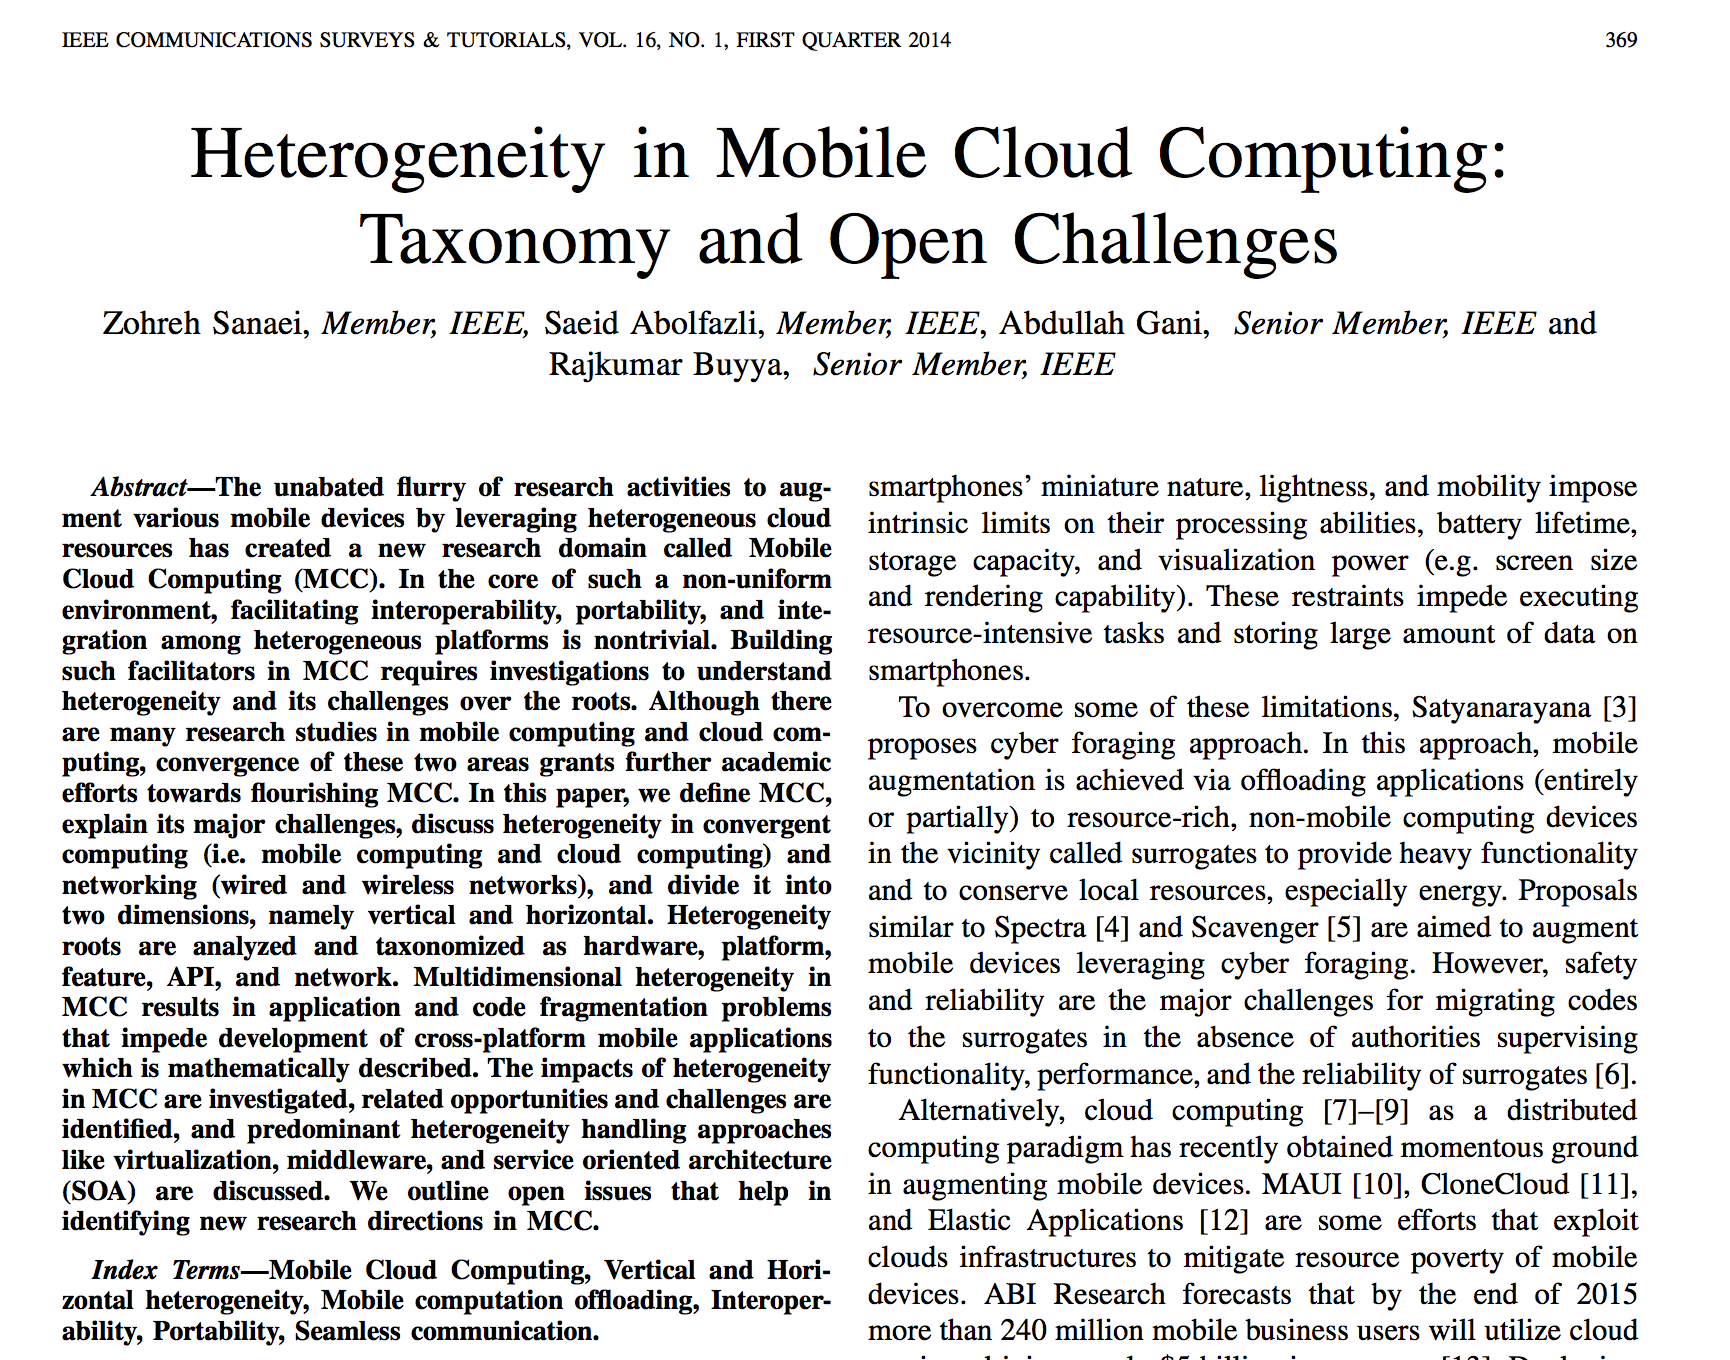 IEEE COMMUNICATIONS SURVEYS & TUTORIALS, VOL. 16, NO. 1, FIRST QUARTER 2014 369
Heterogeneity in Mobile Cloud Computing:
Taxonomy and Open Challenges
Zohreh Sanaei, Member, IEEE, Saeid Abolfazli, Member, IEEE, Abdullah Gani, Senior Member, IEEE and
Rajkumar Buyya, Senior Member, IEEE
Abstract—The unabated flurry of research activities to aug-
ment various mobile devices by leveraging heterogeneous cloud
resources has created a new research domain called Mobile
Cloud Computing (MCC). In the core of such a non-uniform
environment, facilitating interoperability, portability, and inte-
gration among heterogeneous platforms is nontrivial. Building
such facilitators in MCC requires investigations to understand
heterogeneity and its challenges over the roots. Although there
are many research studies in mobile computing and cloud com-
puting, convergence of these two areas grants further academic
efforts towards flourishing MCC. In this paper, we define MCC,
explain its major challenges, discuss heterogeneity in convergent
computing (i.e. mobile computing and cloud computing) and
networking (wired and wireless networks), and divide it into
two dimensions, namely vertical and horizontal. Heterogeneity
roots are analyzed and taxonomized as hardware, platform,
feature, API, and network. Multidimensional heterogeneity in
MCC results in application and code fragmentation problems
that impede development of cross-platform mobile applications
which is mathematically described. The impacts of heterogeneity
in MCC are investigated, related opportunities and challenges are
identified, and predominant heterogeneity handling approaches
like virtualization, middleware, and service oriented architecture
(SOA) are discussed. We outline open issues that help in
identifying new research directions in MCC.
Index Terms—Mobile Cloud Computing, Vertical and Hori-
zontal heterogeneity, Mobile computation offloading, Interoper-
ability, Portability, Seamless communication.
smartphones' miniature nature, lightness, and mobility impose
intrinsic limits on their processing abilities, battery lifetime,
storage capacity, and visualization power (e.g. screen size
and rendering capability). These restraints impede executing
resource-intensive tasks and storing large amount of data on
smartphones.
To overcome some of these limitations, Satyanarayana [3]
proposes cyber foraging approach. In this approach, mobile
augmentation is achieved via offloading applications (entirely
or partially) to resource-rich, non-mobile computing devices
in the vicinity called surrogates to provide heavy functionality
and to conserve local resources, especially energy. Proposals
similar to Spectra [4] and Scavenger [5] are aimed to augment
mobile devices leveraging cyber foraging. However, safety
and reliability are the major challenges for migrating codes
to the surrogates in the absence of authorities supervising
functionality, performance, and the reliability of surrogates [6].
Alternatively, cloud computing [7]–[9] as a distributed
computing paradigm has recently obtained momentous ground
in augmenting mobile devices. MAUI [10], CloneCloud [11],
and Elastic Applications [12] are some efforts that exploit
clouds infrastructures to mitigate resource poverty of mobile
devices. ABI Research forecasts that by the end of 2015
more than 240 million mobile business users will utilize cloud